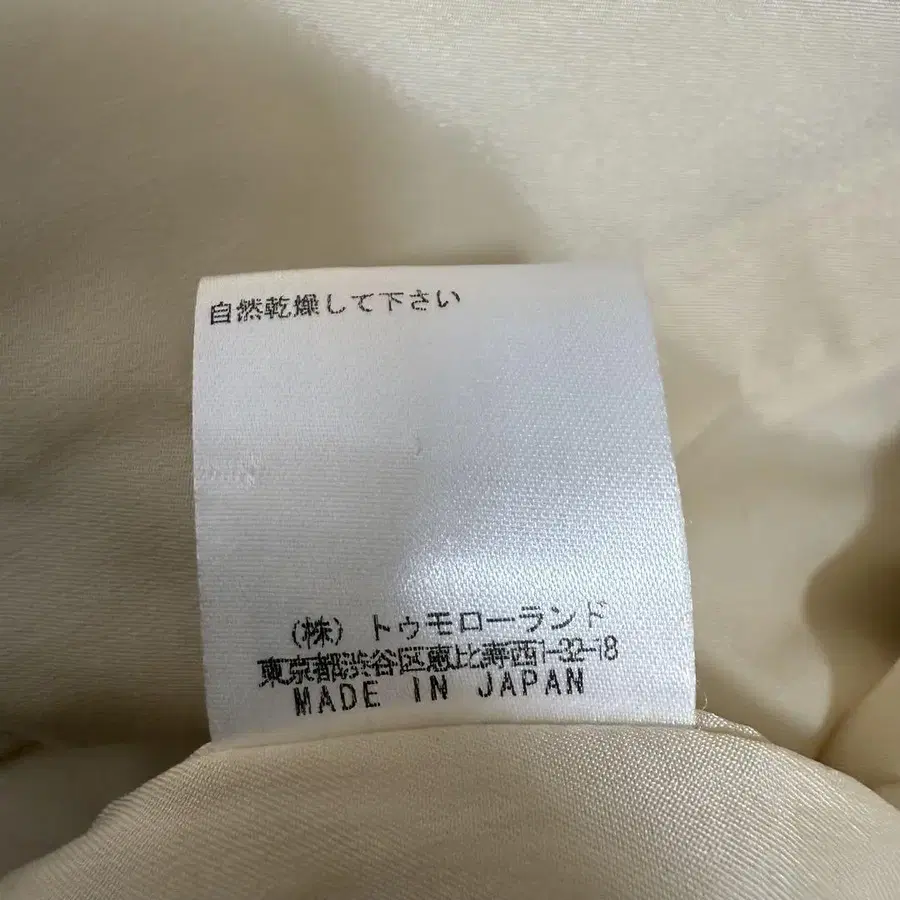 自然乾燥して下さい
(株) トゥモローランド
東京都渋谷区恵比寿西1-32-18
MADE IN JAPAN